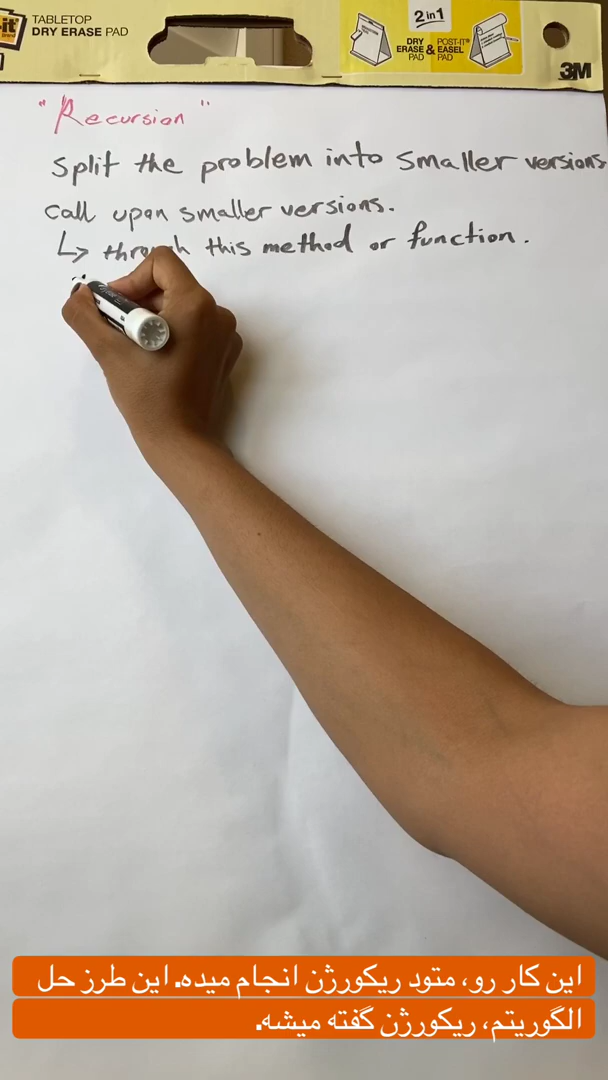 TABLETOP
DRY ERASE PAD
2 in 1
DRY ERASE PAD & POST-IT® EASEL PAD
3M
"Recursion"
Split the problem into smaller versions,
call upon smaller versions.
↳ through this method or function.
این کار رو، متود ریکورژن انجام میده. این طرز حل
الگوریتم، ریکورژن گفته میشه.